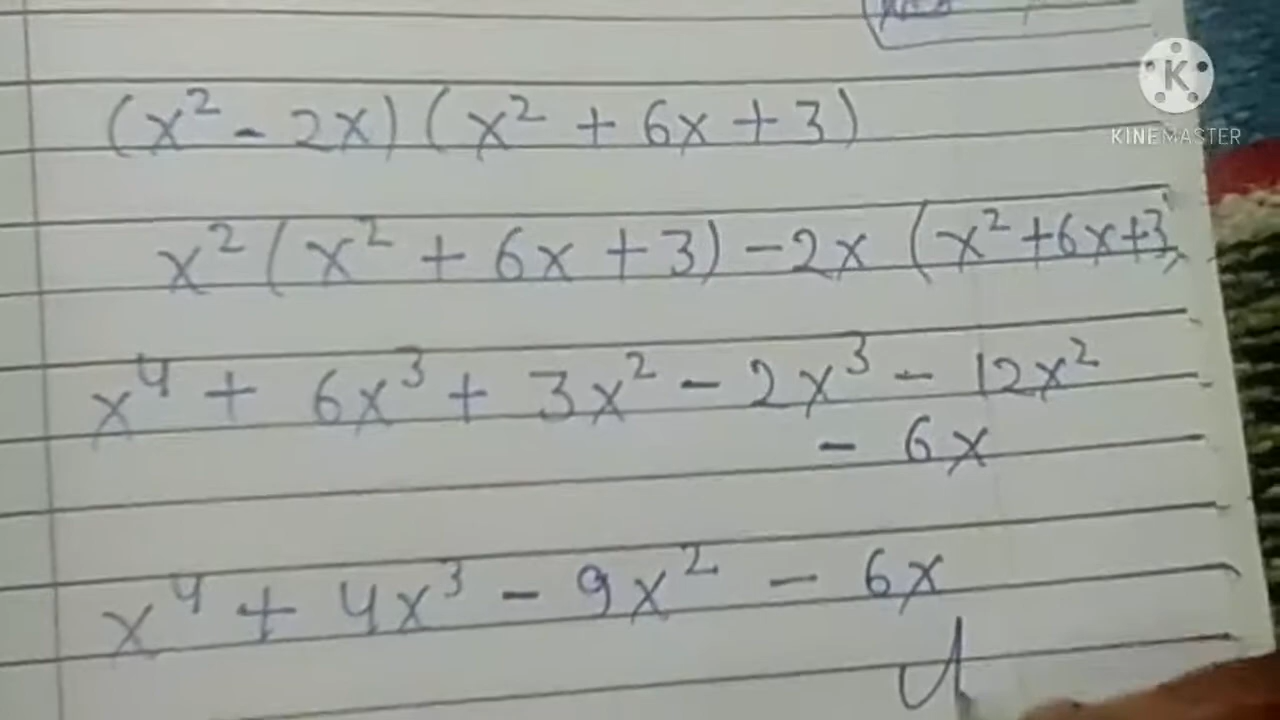 KINEMASTER
(x² - 2x) (x² + 6x + 3)
x² (x² + 6x + 3) - 2x (x² + 6x + 3)
x⁴ + 6x³ + 3x² - 2x³ - 12x²
- 6x
x⁴ + 4x³ - 9x² - 6x